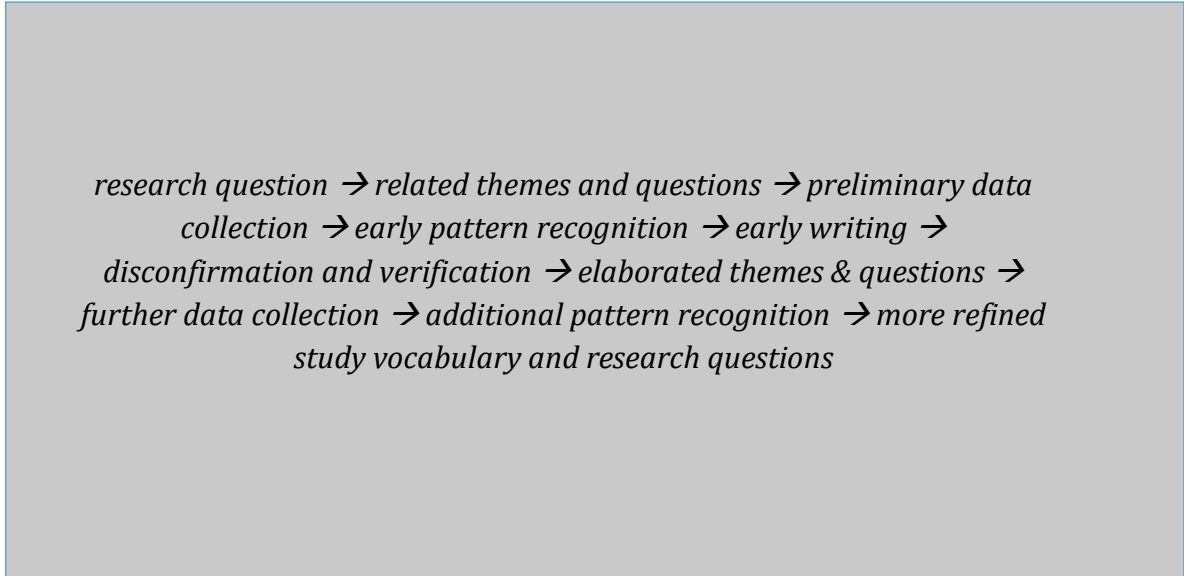 research question → related themes and questions → preliminary data
collection → early pattern recognition → early writing →
disconfirmation and verification → elaborated themes & questions →
further data collection → additional pattern recognition → more refined
study vocabulary and research questions